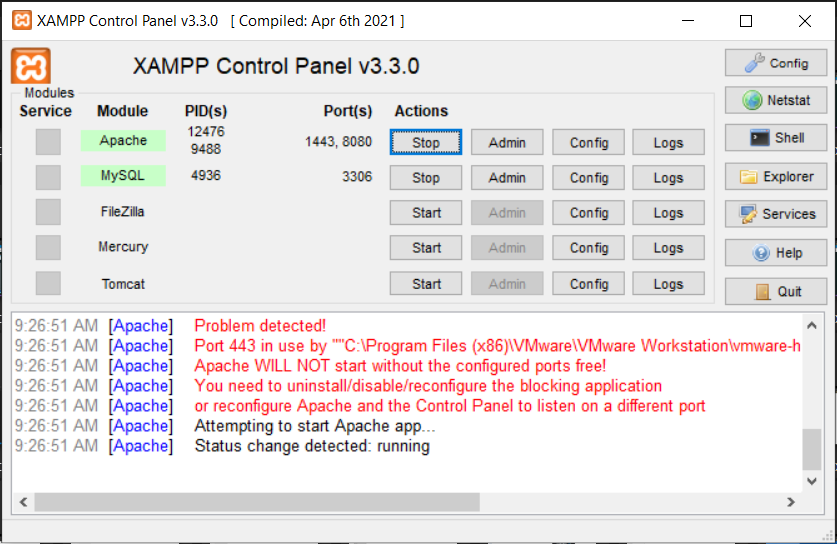 XAMPP Control Panel v3.3.0 [ Compiled: Apr 6th 2021 ]
XAMPP Control Panel v3.3.0
Config
Modules
Service Module PID(s) Port(s) Actions
Netstat
Apache 12476 9488 1443, 8080 Stop Admin Config Logs
Shell
MySQL 4936 3306 Stop Admin Config Logs
Explorer
FileZilla Start Admin Config Logs
Services
Mercury Start Admin Config Logs
Help
Tomcat Start Admin Config Logs
Quit
9:26:51 AM [Apache] Problem detected!
9:26:51 AM [Apache] Port 443 in use by ""C:\Program Files (x86)\VMware\VMware Workstation\vmware-h
9:26:51 AM [Apache] Apache WILL NOT start without the configured ports free!
9:26:51 AM [Apache] You need to uninstall/disable/reconfigure the blocking application
9:26:51 AM [Apache] or reconfigure Apache and the Control Panel to listen on a different port
9:26:51 AM [Apache] Attempting to start Apache app...
9:26:51 AM [Apache] Status change detected: running